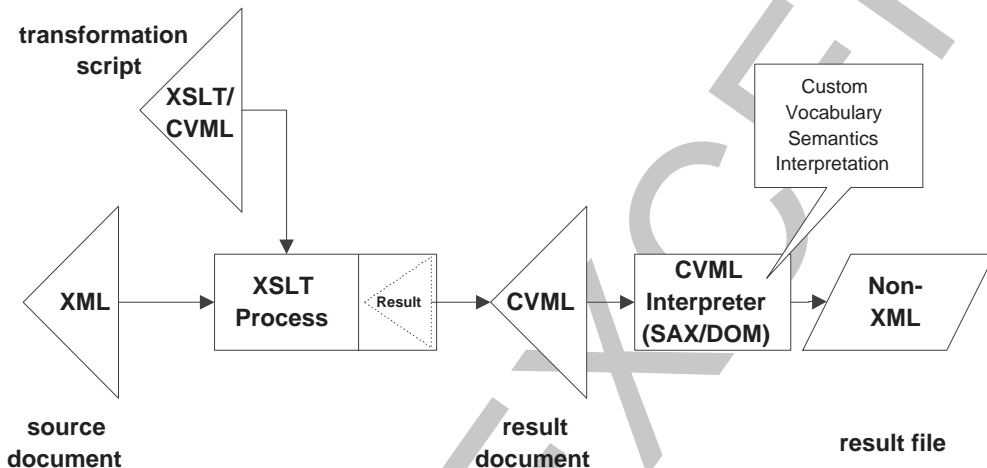 transformation
script
XSLT/
CVML
Custom
Vocabulary
Semantics
Interpretation
XML
XSLT
Process
Result
CVML
CVML
Interpreter
(SAX/DOM)
Non-
XML
source
document
result
document
result file